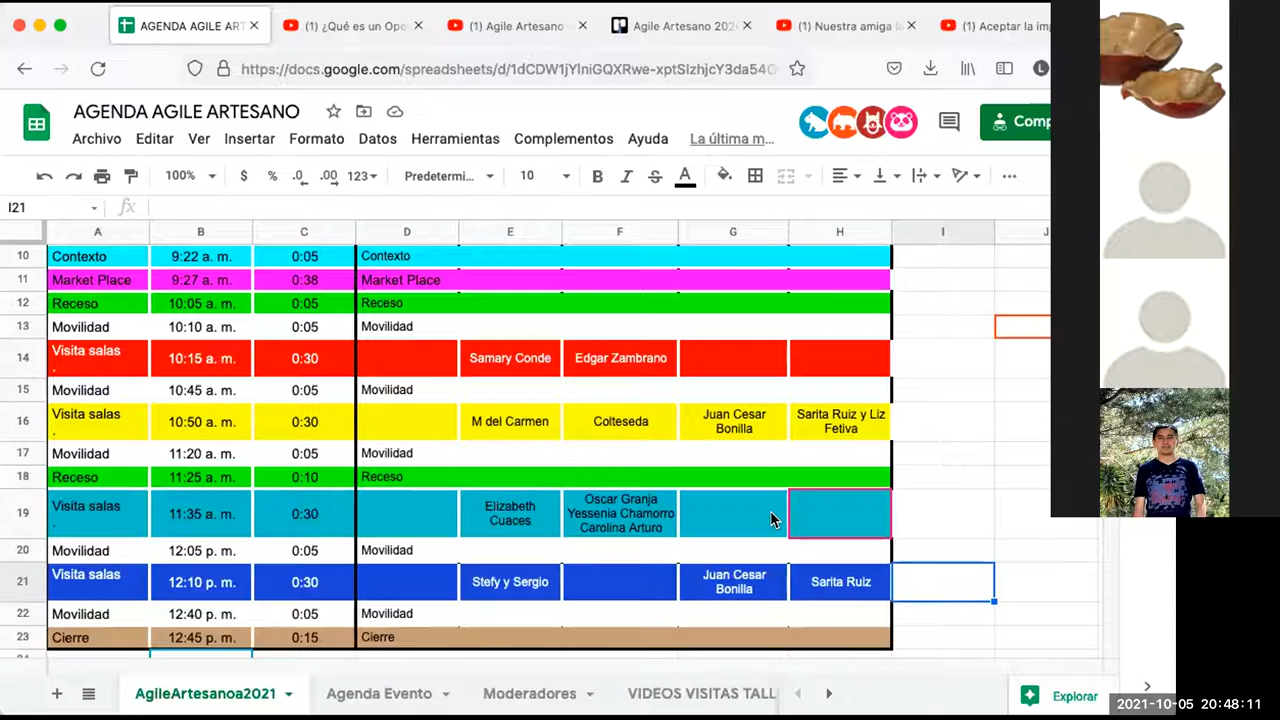 AGENDA AGILE ART
(1) ¿Qué es un Ope
(1) Agile Artesano
Agile Artesano 202
(1) Nuestra amiga l
(1) Aceptar la im
https://docs.google.com/spreadsheets/d/1dCDW1jYlniGQXRwe-xptSIzhjcY3da54G
AGENDA AGILE ARTESANO
Archivo Editar Ver Insertar Formato Datos Herramientas Complementos Ayuda La última m...
Comp
100% $ % .0 .00 123 Predetermi... 10 B I S A
I21 fx
A B C D E F G H I J
10 Contexto 9:22 a. m. 0:05 Contexto
11 Market Place 9:27 a. m. 0:38 Market Place
12 Receso 10:05 a. m. 0:05 Receso
13 Movilidad 10:10 a. m. 0:05 Movilidad
14 Visita salas . 10:15 a. m. 0:30 Samary Conde Edgar Zambrano
15 Movilidad 10:45 a. m. 0:05 Movilidad
16 Visita salas . 10:50 a. m. 0:30 M del Carmen Colteseda Juan Cesar Bonilla Sarita Ruiz y Liz Fetiva
17 Movilidad 11:20 a. m. 0:05 Movilidad
18 Receso 11:25 a. m. 0:10 Receso
19 Visita salas . 11:35 a. m. 0:30 Elizabeth Cuaces Oscar Granja Yessenia Chamorro Carolina Arturo
20 Movilidad 12:05 p. m. 0:05 Movilidad
21 Visita salas . 12:10 p. m. 0:30 Stefy y Sergio Juan Cesar Bonilla Sarita Ruiz
22 Movilidad 12:40 p. m. 0:05 Movilidad
23 Cierre 12:45 p. m. 0:15 Cierre
AgileArtesanoa2021 Agenda Evento Moderadores VIDEOS VISITAS TALL Explorar
2021-10-05 20:48:11